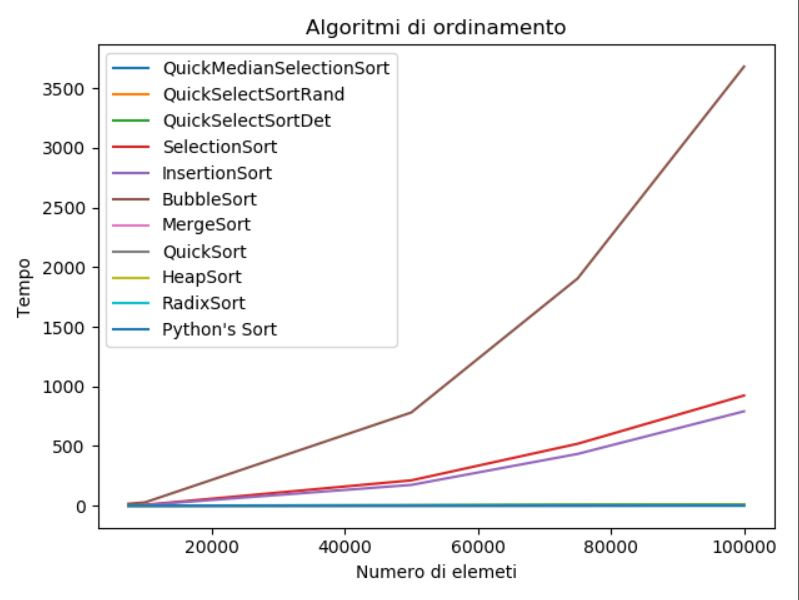 Algoritmi di ordinamento
QuickMedianSelectionSort
QuickSelectSortRand
QuickSelectSortDet
SelectionSort
InsertionSort
BubbleSort
MergeSort
QuickSort
HeapSort
RadixSort
Python's Sort
3500
3000
2500
2000
1500
1000
500
0
Tempo
20000 40000 60000 80000 100000
Numero di elemeti